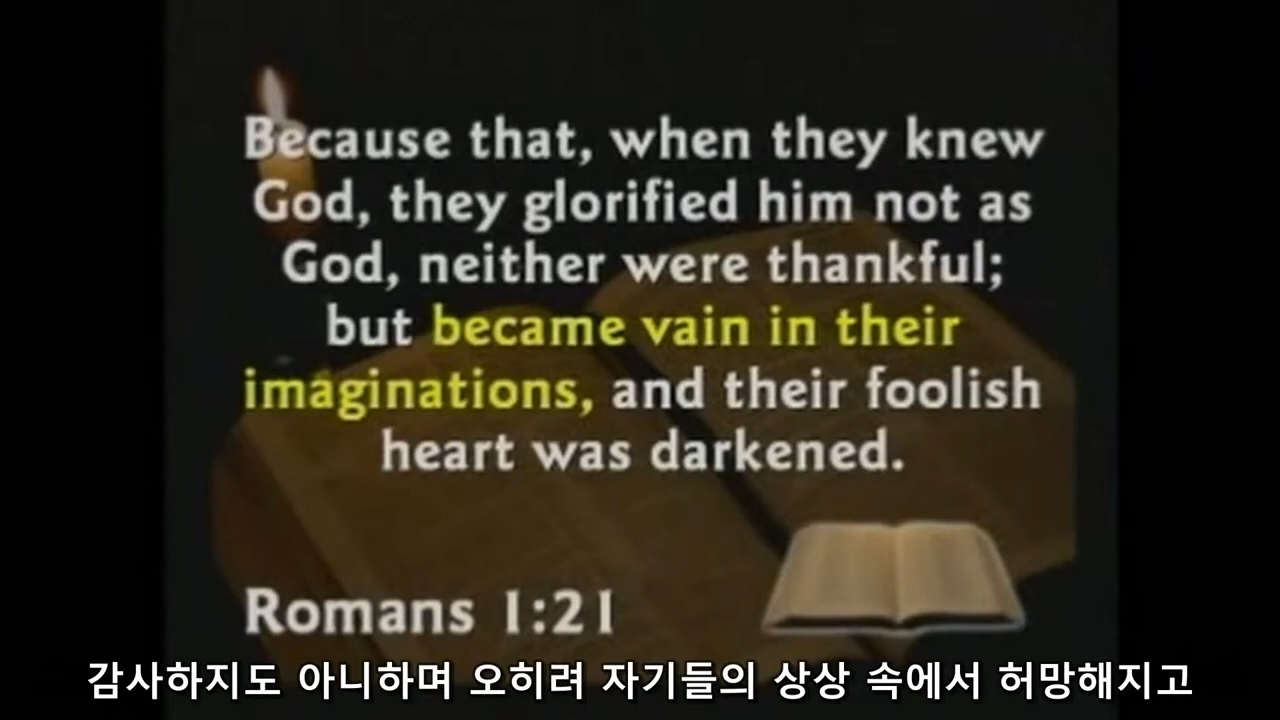 Because that, when they knew
God, they glorified him not as
God, neither were thankful;
but became vain in their
imaginations, and their foolish
heart was darkened.
Romans 1:21
감사하지도 아니하며 오히려 자기들의 상상 속에서 허망해지고